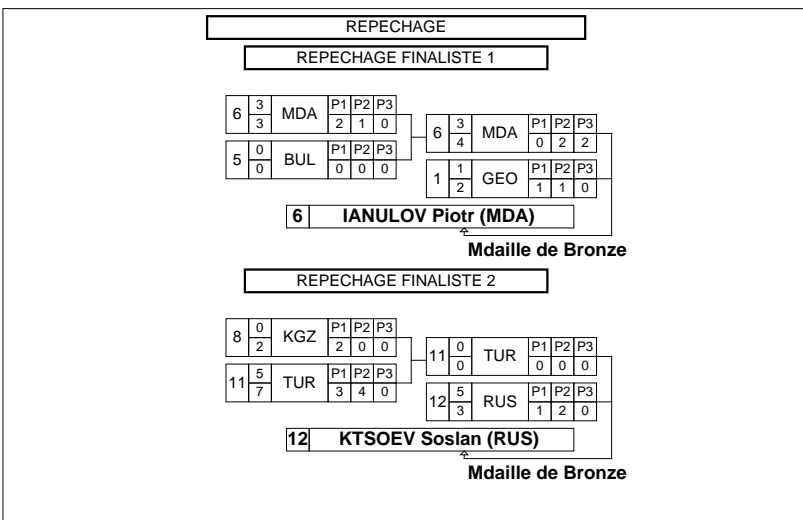 REPECHAGE
REPECHAGE FINALISTE 1
6 3 3 MDA P1 P2 P3 2 1 0
5 0 0 BUL P1 P2 P3 0 0 0
6 3 4 MDA P1 P2 P3 0 2 2
1 1 2 GEO P1 P2 P3 1 1 0
6 IANULOV Piotr (MDA)
Mdaille de Bronze
REPECHAGE FINALISTE 2
8 0 2 KGZ P1 P2 P3 2 0 0
11 5 7 TUR P1 P2 P3 3 4 0
11 0 0 TUR P1 P2 P3 0 0 0
12 5 3 RUS P1 P2 P3 1 2 0
12 KTSOEV Soslan (RUS)
Mdaille de Bronze